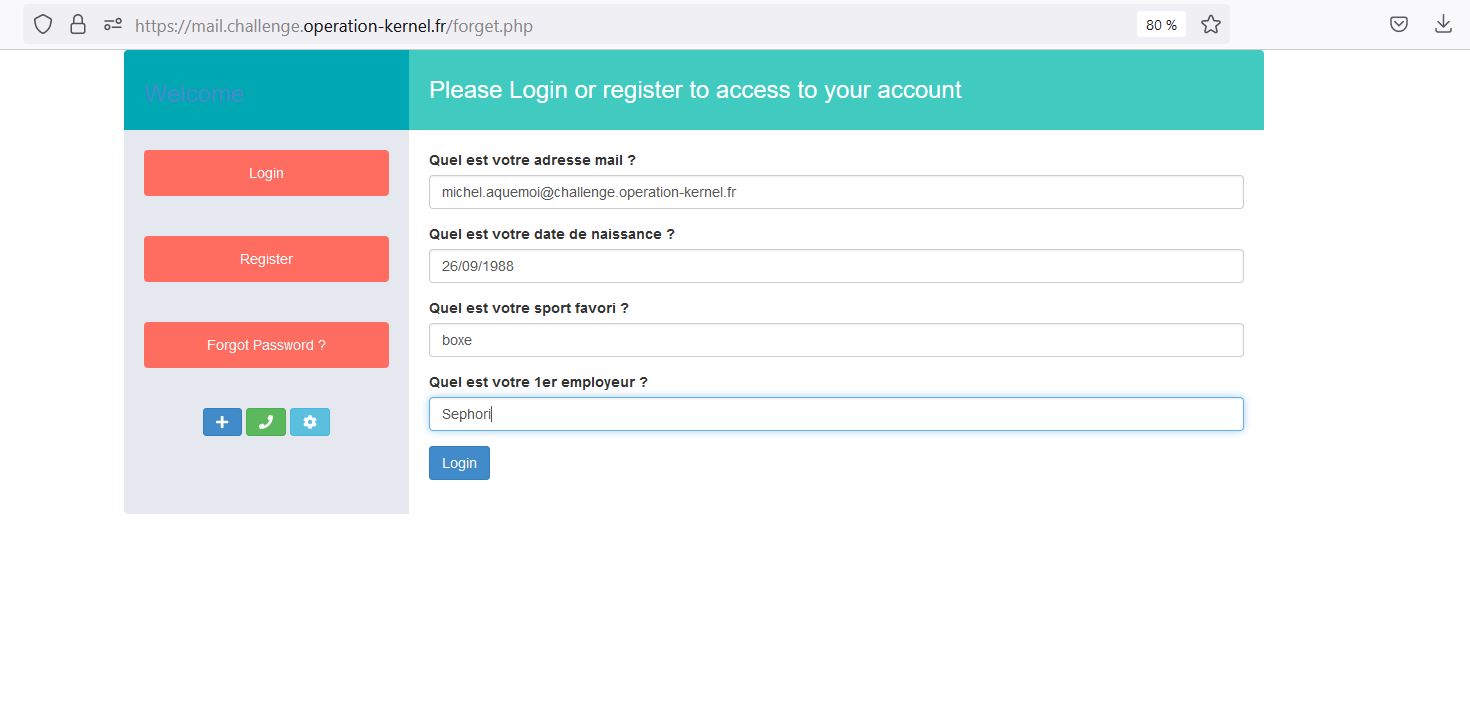 https://mail.challenge.operation-kernel.fr/forget.php
80 %
Welcome
Please Login or register to access to your account
Login
Register
Forgot Password ?
Quel est votre adresse mail ?
michel.aquemoi@challenge.operation-kernel.fr
Quel est votre date de naissance ?
26/09/1988
Quel est votre sport favori ?
boxe
Quel est votre 1er employeur ?
Sephori
Login